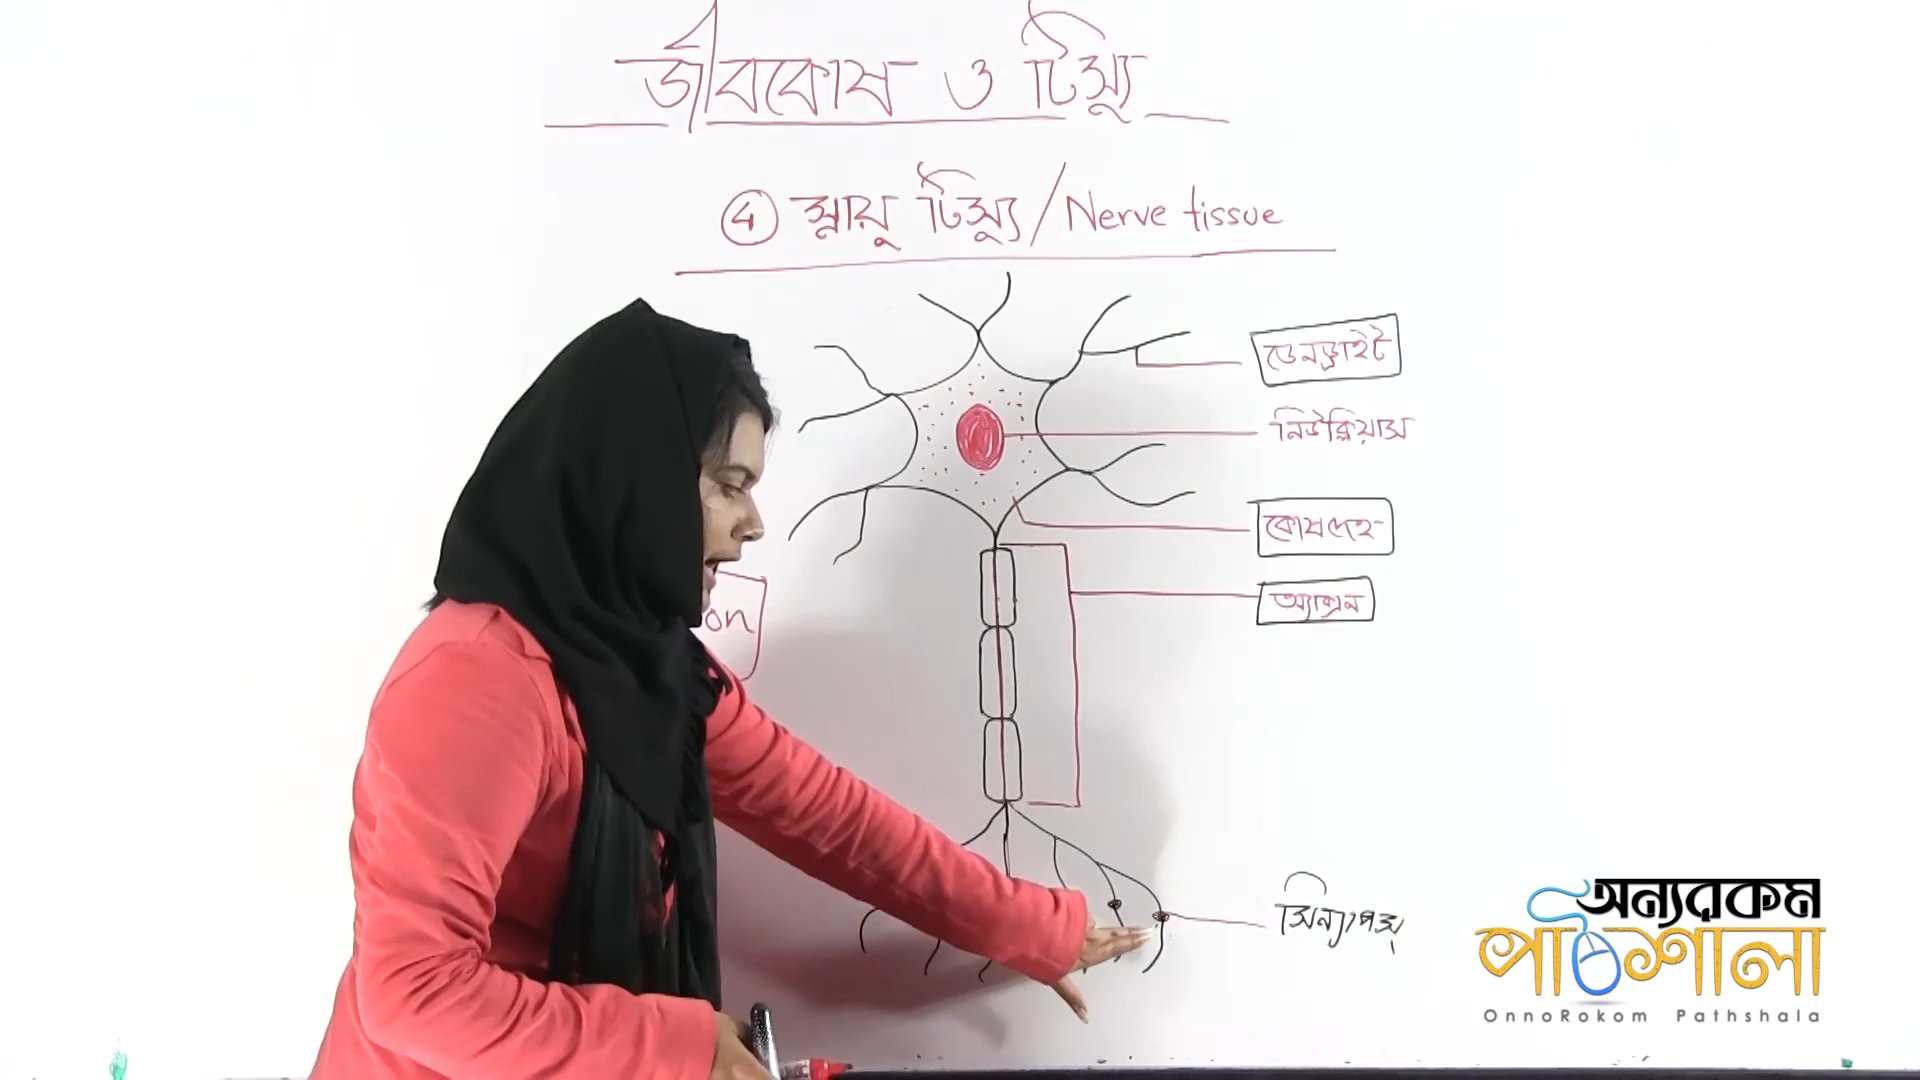 জীবকোষ ও টিস্যু
④ স্নায়ু টিস্যু/Nerve tissue
ডেনড্রাইট
নিউক্লিয়াস
কোষদেহ
অ্যাক্সন
on
সিন্যাপস্
অন্যরকম
পাঠশালা
OnnoRokom Pathshala